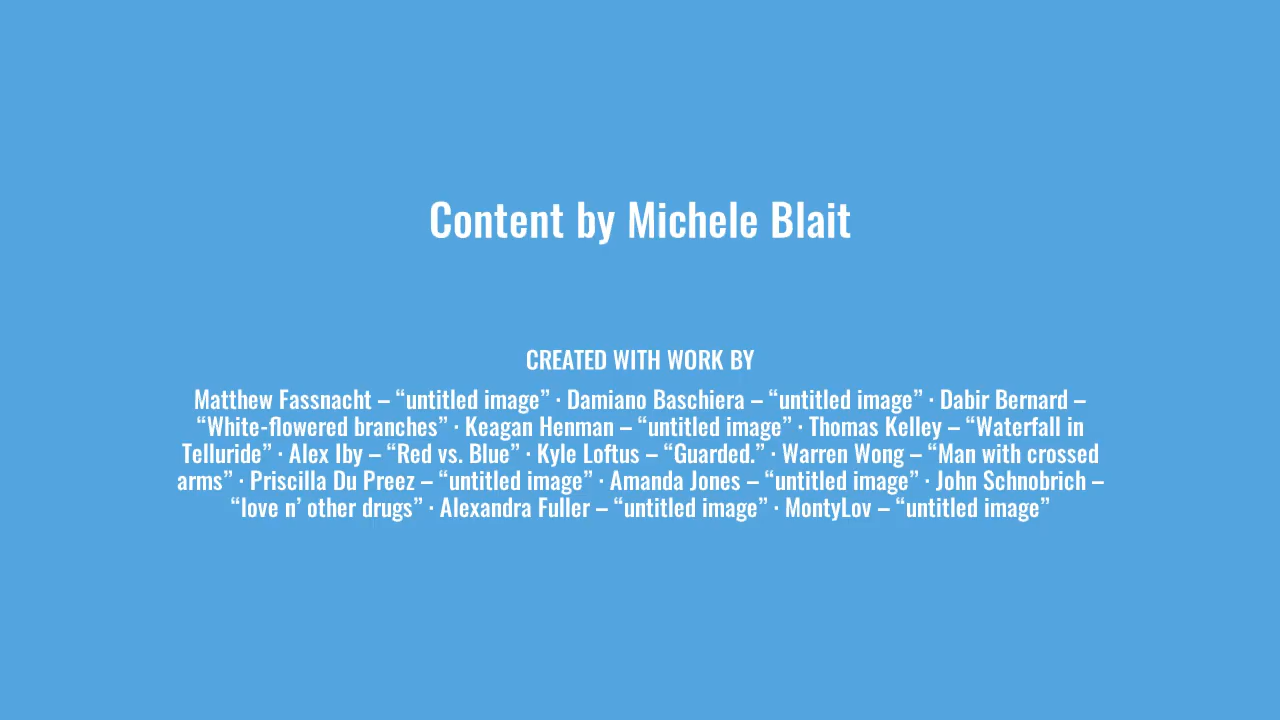 Content by Michele Blait
CREATED WITH WORK BY
Matthew Fassnacht – “untitled image” · Damiano Baschiera – “untitled image” · Dabir Bernard –
“White-flowered branches” · Keagan Henman – “untitled image” · Thomas Kelley – “Waterfall in
Telluride” · Alex Iby – “Red vs. Blue” · Kyle Loftus – “Guarded.” · Warren Wong – “Man with crossed
arms” · Priscilla Du Preez – “untitled image” · Amanda Jones – “untitled image” · John Schnobrich –
“love n’ other drugs” · Alexandra Fuller – “untitled image” · MontyLov – “untitled image”